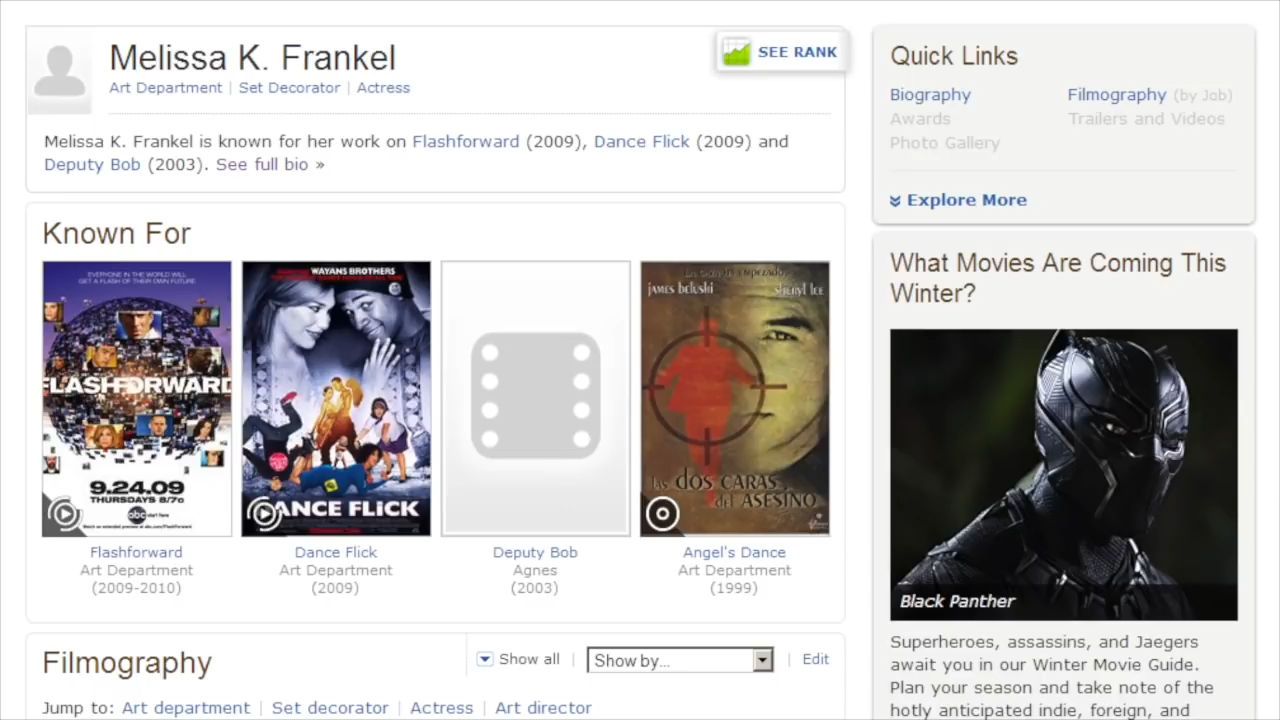 Melissa K. Frankel
SEE RANK
Art Department | Set Decorator | Actress
Melissa K. Frankel is known for her work on Flashforward (2009), Dance Flick (2009) and
Deputy Bob (2003). See full bio »
Known For
EVERYONE IN THE WORLD WILL
GET A FLASH OF THEIR OWN FUTURE.
FLASHFORWARD
9.24.09
THURSDAYS 8/7c
abc start here
WAYANS BROTHERS
DANCE FLICK
james belushi
sheryl lee
las dos caras
del asesino
Flashforward
Art Department
(2009-2010)
Dance Flick
Art Department
(2009)
Deputy Bob
Agnes
(2003)
Angel's Dance
Art Department
(1999)
Filmography
Show all | Show by... | Edit
Jump to: Art department | Set decorator | Actress | Art director
Quick Links
Biography
Filmography (by Job)
Awards
Trailers and Videos
Photo Gallery
Explore More
What Movies Are Coming This
Winter?
Black Panther
Superheroes, assassins, and Jaegers
await you in our Winter Movie Guide.
Plan your season and take note of the
hotly anticipated indie, foreign, and